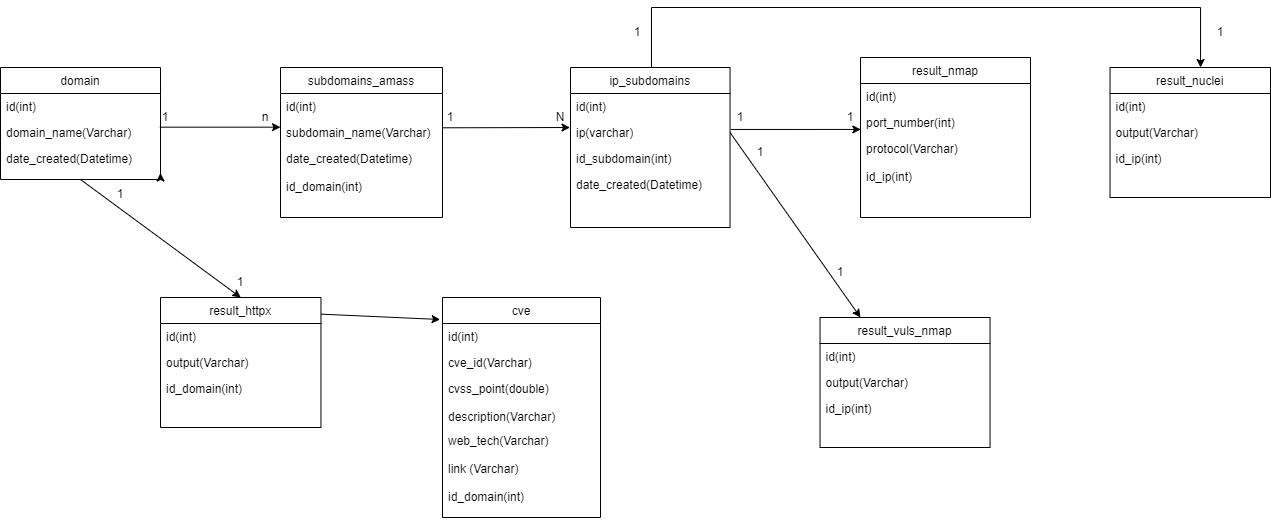 1
1
domain
id(int)
domain_name(Varchar)
date_created(Datetime)
1
n
subdomains_amass
id(int)
subdomain_name(Varchar)
date_created(Datetime)
id_domain(int)
1
N
ip_subdomains
id(int)
ip(varchar)
id_subdomain(int)
date_created(Datetime)
1
1
result_nmap
id(int)
port_number(int)
protocol(Varchar)
id_ip(int)
result_nuclei
id(int)
output(Varchar)
id_ip(int)
1
1
1
1
result_httpx
id(int)
output(Varchar)
id_domain(int)
cve
id(int)
cve_id(Varchar)
cvss_point(double)
description(Varchar)
web_tech(Varchar)
link (Varchar)
id_domain(int)
result_vuls_nmap
id(int)
output(Varchar)
id_ip(int)